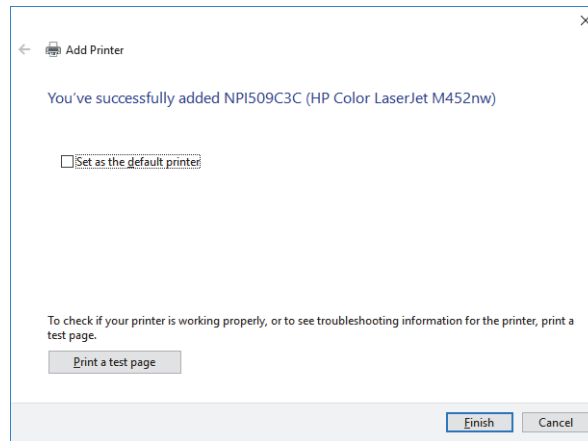 Add Printer
You've successfully added NPI509C3C (HP Color LaserJet M452nw)
Set as the default printer
To check if your printer is working properly, or to see troubleshooting information for the printer, print a
test page.
Print a test page
Finish Cancel